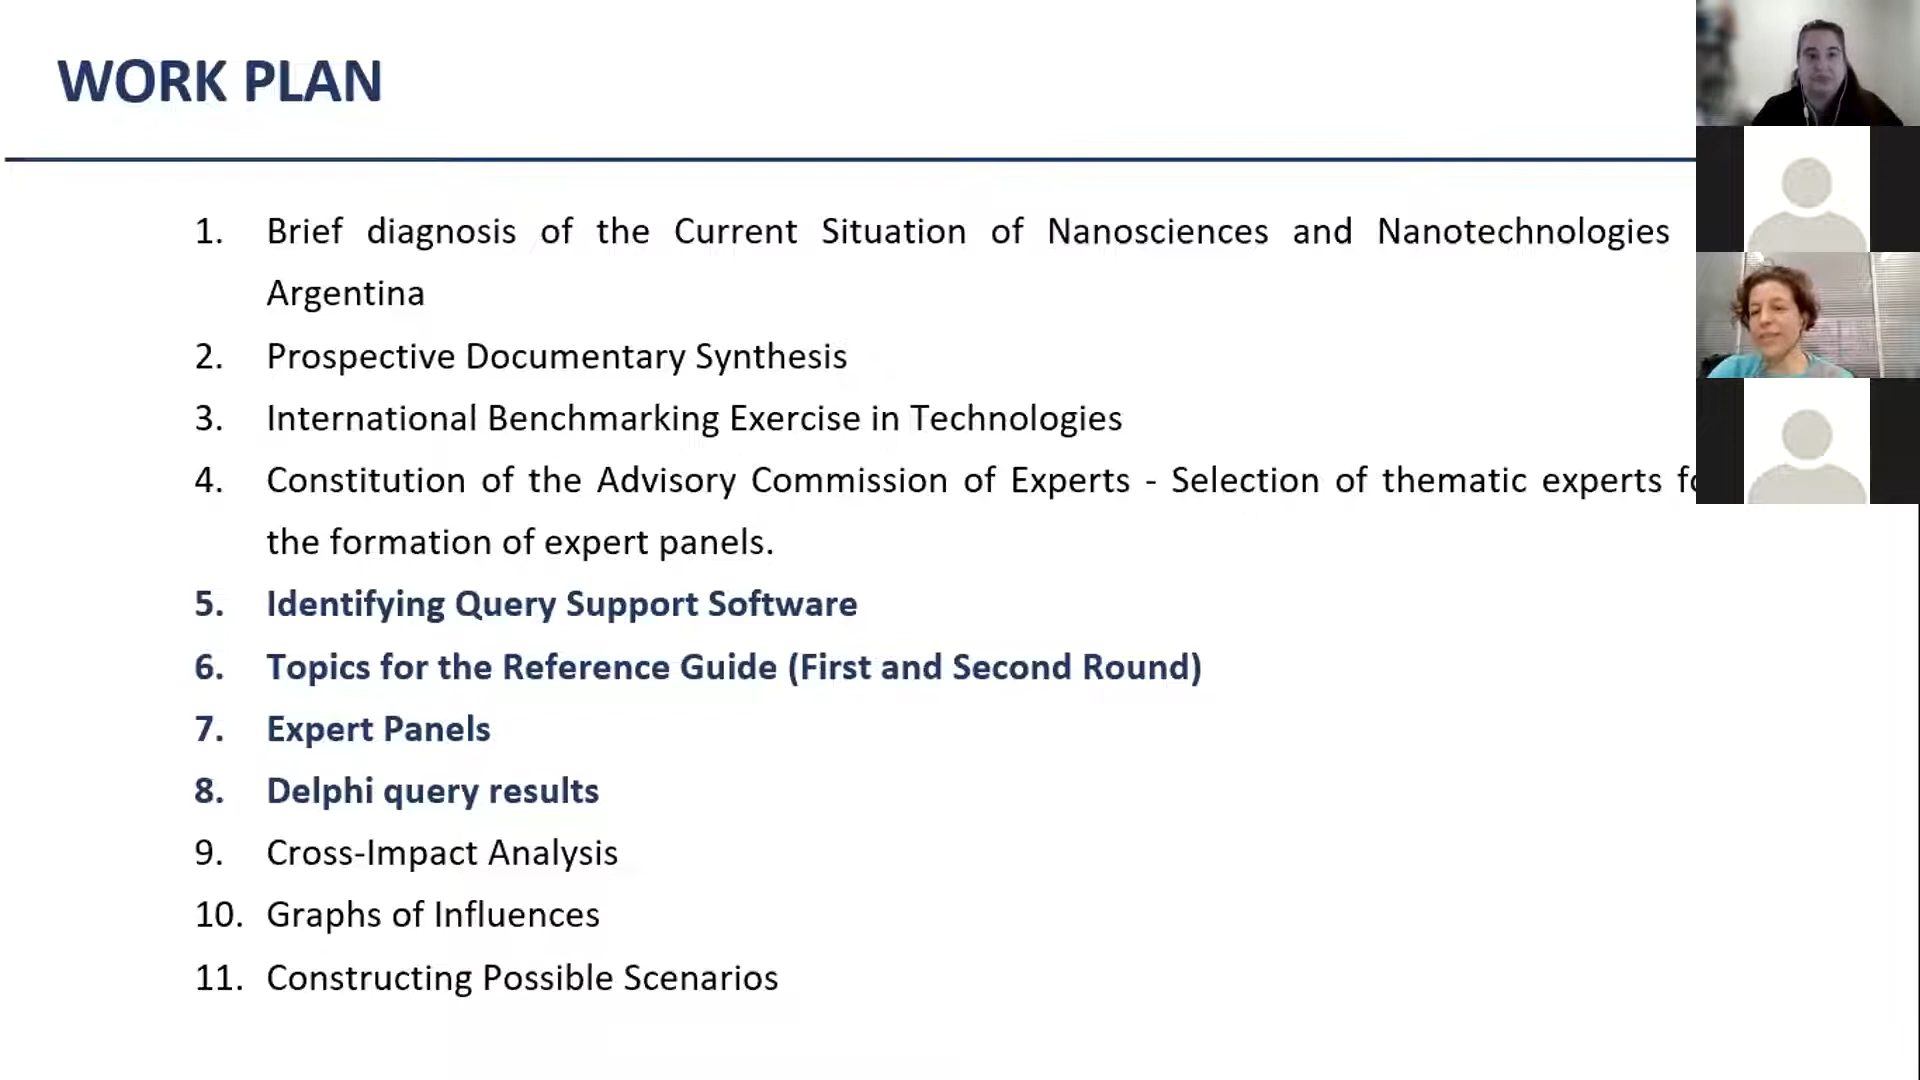 WORK PLAN
1. Brief diagnosis of the Current Situation of Nanosciences and Nanotechnologies
Argentina
2. Prospective Documentary Synthesis
3. International Benchmarking Exercise in Technologies
4. Constitution of the Advisory Commission of Experts - Selection of thematic experts
the formation of expert panels.
5. Identifying Query Support Software
6. Topics for the Reference Guide (First and Second Round)
7. Expert Panels
8. Delphi query results
9. Cross-Impact Analysis
10. Graphs of Influences
11. Constructing Possible Scenarios